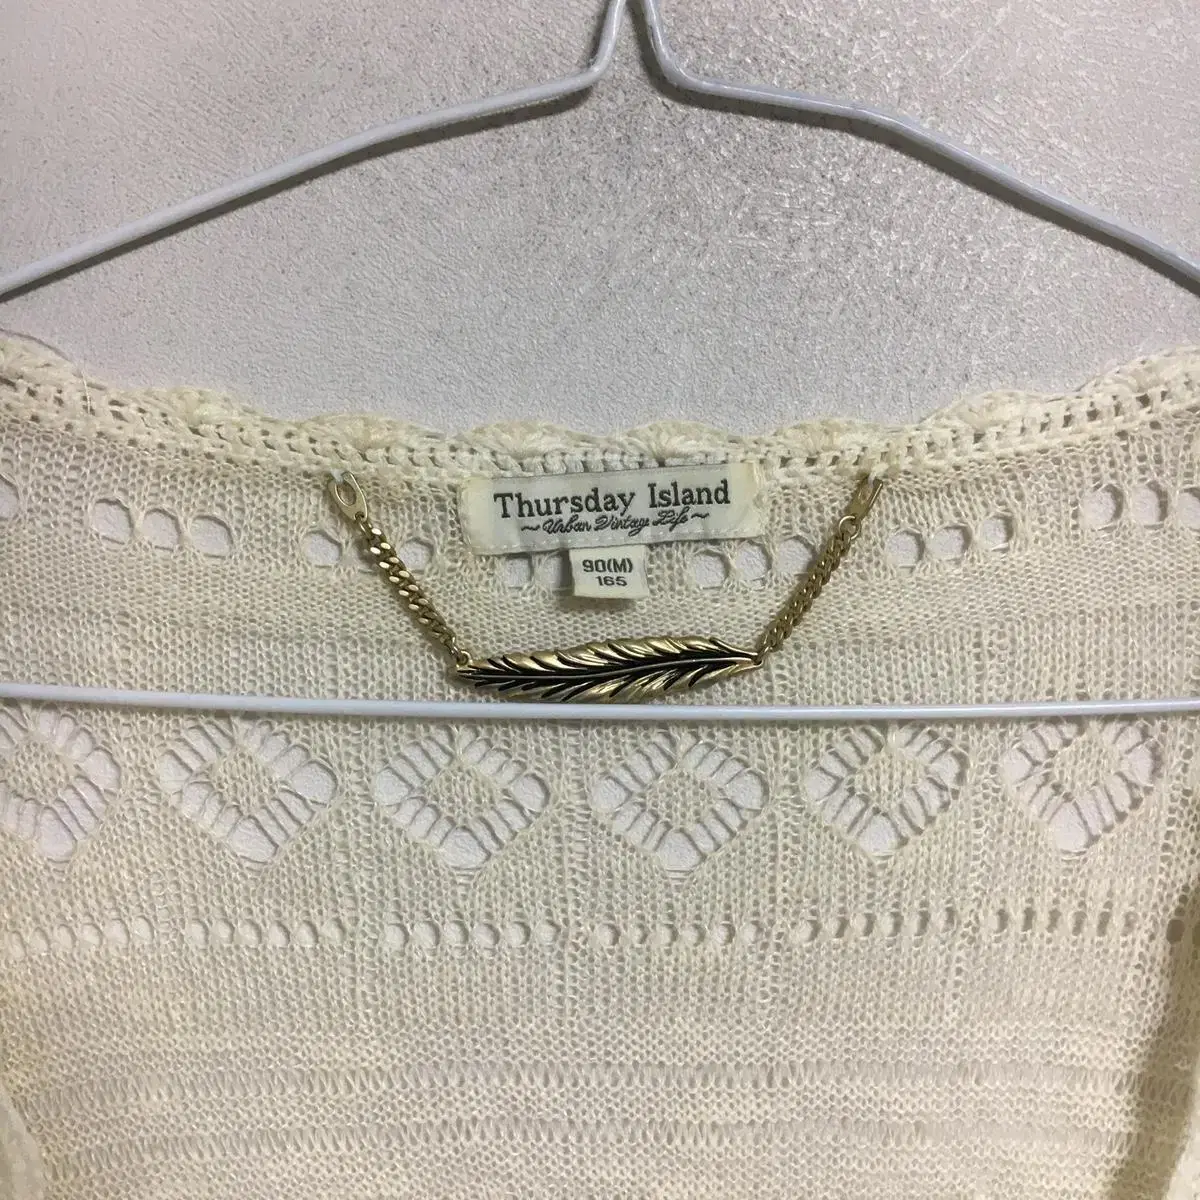 Thursday Island
~Urban Vintage Life~
90(M)
165